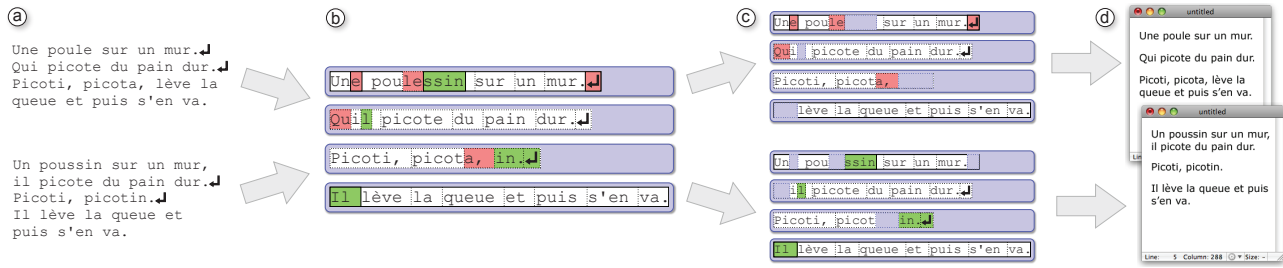 a
Une poule sur un mur.↲
Qui picote du pain dur.↲
Picoti, picota, lève la
queue et puis s'en va.
Un poussin sur un mur,
il picote du pain dur.↲
Picoti, picotin.↲
Il lève la queue et
puis s'en va.
b
Une poulessin sur un mur.↲
Quil picote du pain dur.↲
Picoti, picota, in.↲
Il lève la queue et puis s'en va.
c
Une poule sur un mur.↲
Qui picote du pain dur.↲
Picoti, picota,
lève la queue et puis s'en va.
Un pou ssin sur un mur.
il picote du pain dur.↲
Picoti, picot in.↲
Il lève la queue et puis s'en va.
d
untitled
Une poule sur un mur.
Qui picote du pain dur.
Picoti, picota, lève la
queue et puis s'en va.
Lin
untitled
Un poussin sur un mur,
il picote du pain dur.
Picoti, picotin.
Il lève la queue et puis
s'en va.
Line: 5 Column: 288 Size: -